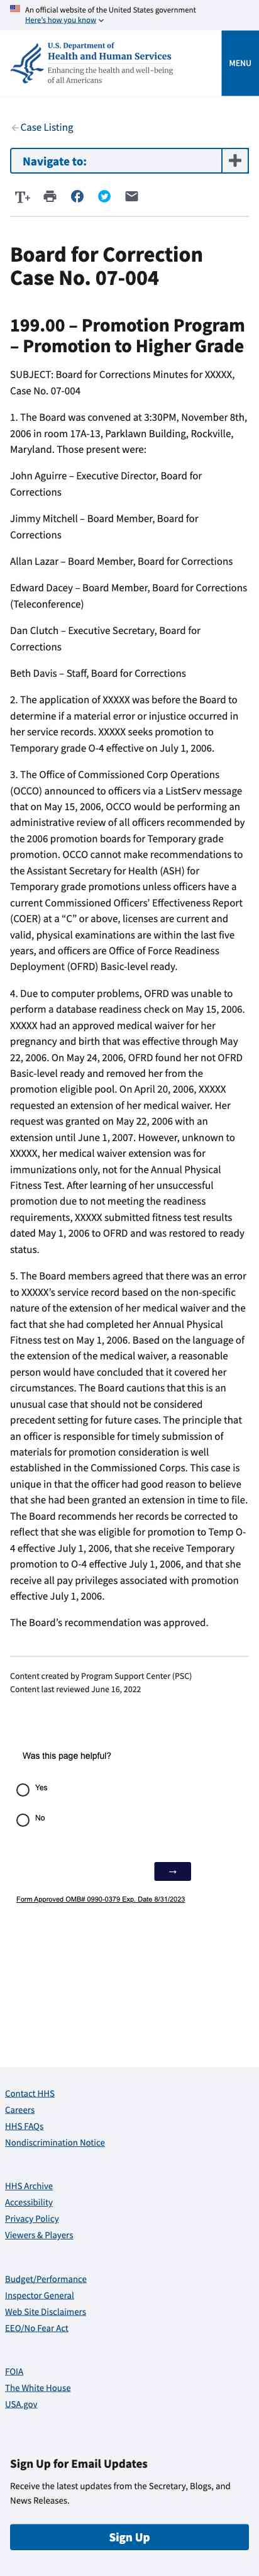 An official website of the United States government
Here's how you know
U.S. Department of
Health and Human Services
Enhancing the health and well-being
of all Americans
MENU
Case Listing
Navigate to:
T+
Board for Correction
Case No. 07-004
199.00 – Promotion Program
– Promotion to Higher Grade
SUBJECT: Board for Corrections Minutes for XXXXX,
Case No. 07-004
1. The Board was convened at 3:30PM, November 8th,
2006 in room 17A-13, Parklawn Building, Rockville,
Maryland. Those present were:
John Aguirre – Executive Director, Board for
Corrections
Jimmy Mitchell – Board Member, Board for
Corrections
Allan Lazar – Board Member, Board for Corrections
Edward Dacey – Board Member, Board for Corrections
(Teleconference)
Dan Clutch – Executive Secretary, Board for
Corrections
Beth Davis – Staff, Board for Corrections
2. The application of XXXXX was before the Board to
determine if a material error or injustice occurred in
her service records. XXXXX seeks promotion to
Temporary grade O-4 effective on July 1, 2006.
3. The Office of Commissioned Corp Operations
(OCCO) announced to officers via a ListServ message
that on May 15, 2006, OCCO would be performing an
administrative review of all officers recommended by
the 2006 promotion boards for Temporary grade
promotion. OCCO cannot make recommendations to
the Assistant Secretary for Health (ASH) for
Temporary grade promotions unless officers have a
current Commissioned Officers' Effectiveness Report
(COER) at a "C" or above, licenses are current and
valid, physical examinations are within the last five
years, and officers are Office of Force Readiness
Deployment (OFRD) Basic-level ready.
4. Due to computer problems, OFRD was unable to
perform a database readiness check on May 15, 2006.
XXXXX had an approved medical waiver for her
pregnancy and birth that was effective through May
22, 2006. On May 24, 2006, OFRD found her not OFRD
Basic-level ready and removed her from the
promotion eligible pool. On April 20, 2006, XXXXX
requested an extension of her medical waiver. Her
request was granted on May 22, 2006 with an
extension until June 1, 2007. However, unknown to
XXXXX, her medical waiver extension was for
immunizations only, not for the Annual Physical
Fitness Test. After learning of her unsuccessful
promotion due to not meeting the readiness
requirements, XXXXX submitted fitness test results
dated May 1, 2006 to OFRD and was restored to ready
status.
5. The Board members agreed that there was an error
to XXXXX's service record based on the non-specific
nature of the extension of her medical waiver and the
fact that she had completed her Annual Physical
Fitness test on May 1, 2006. Based on the language of
the extension of the medical waiver, a reasonable
person would have concluded that it covered her
circumstances. The Board cautions that this is an
unusual case that should not be considered
precedent setting for future cases. The principle that
an officer is responsible for timely submission of
materials for promotion consideration is well
established in the Commissioned Corps. This case is
unique in that the officer had good reason to believe
that she had been granted an extension in time to file.
The Board recommends her records be corrected to
reflect that she was eligible for promotion to Temp O-
4 effective July 1, 2006, that she receive Temporary
promotion to O-4 effective July 1, 2006, and that she
receive all pay privileges associated with promotion
effective July 1, 2006.
The Board's recommendation was approved.
Content created by Program Support Center (PSC)
Content last reviewed June 16, 2022
Was this page helpful?
Yes
No
→
Form Approved OMB# 0990-0379 Exp. Date 8/31/2023
Contact HHS
Careers
HHS FAQs
Nondiscrimination Notice
HHS Archive
Accessibility
Privacy Policy
Viewers & Players
Budget/Performance
Inspector General
Web Site Disclaimers
EEO/No Fear Act
FOIA
The White House
USA.gov
Sign Up for Email Updates
Receive the latest updates from the Secretary, Blogs, and
News Releases.
Sign Up